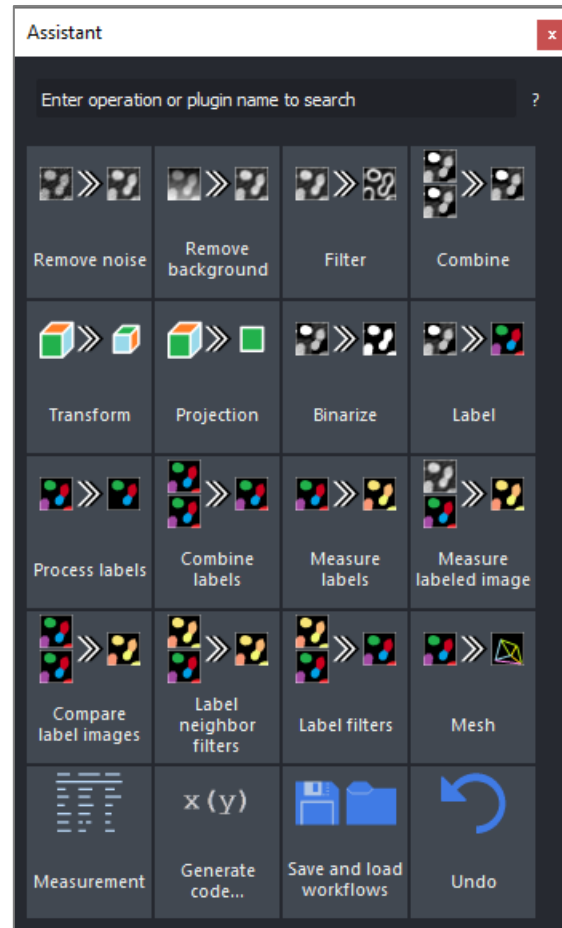 Assistant
x
Enter operation or plugin name to search
?
Remove noise
Remove
background
Filter
Combine
Transform
Projection
Binarize
Label
Process labels
Combine
labels
Measure
labels
Measure
labeled image
Compare
label images
Label
neighbor
filters
Label filters
Mesh
x(y)
Measurement
Generate
code...
Save and load
workflows
Undo